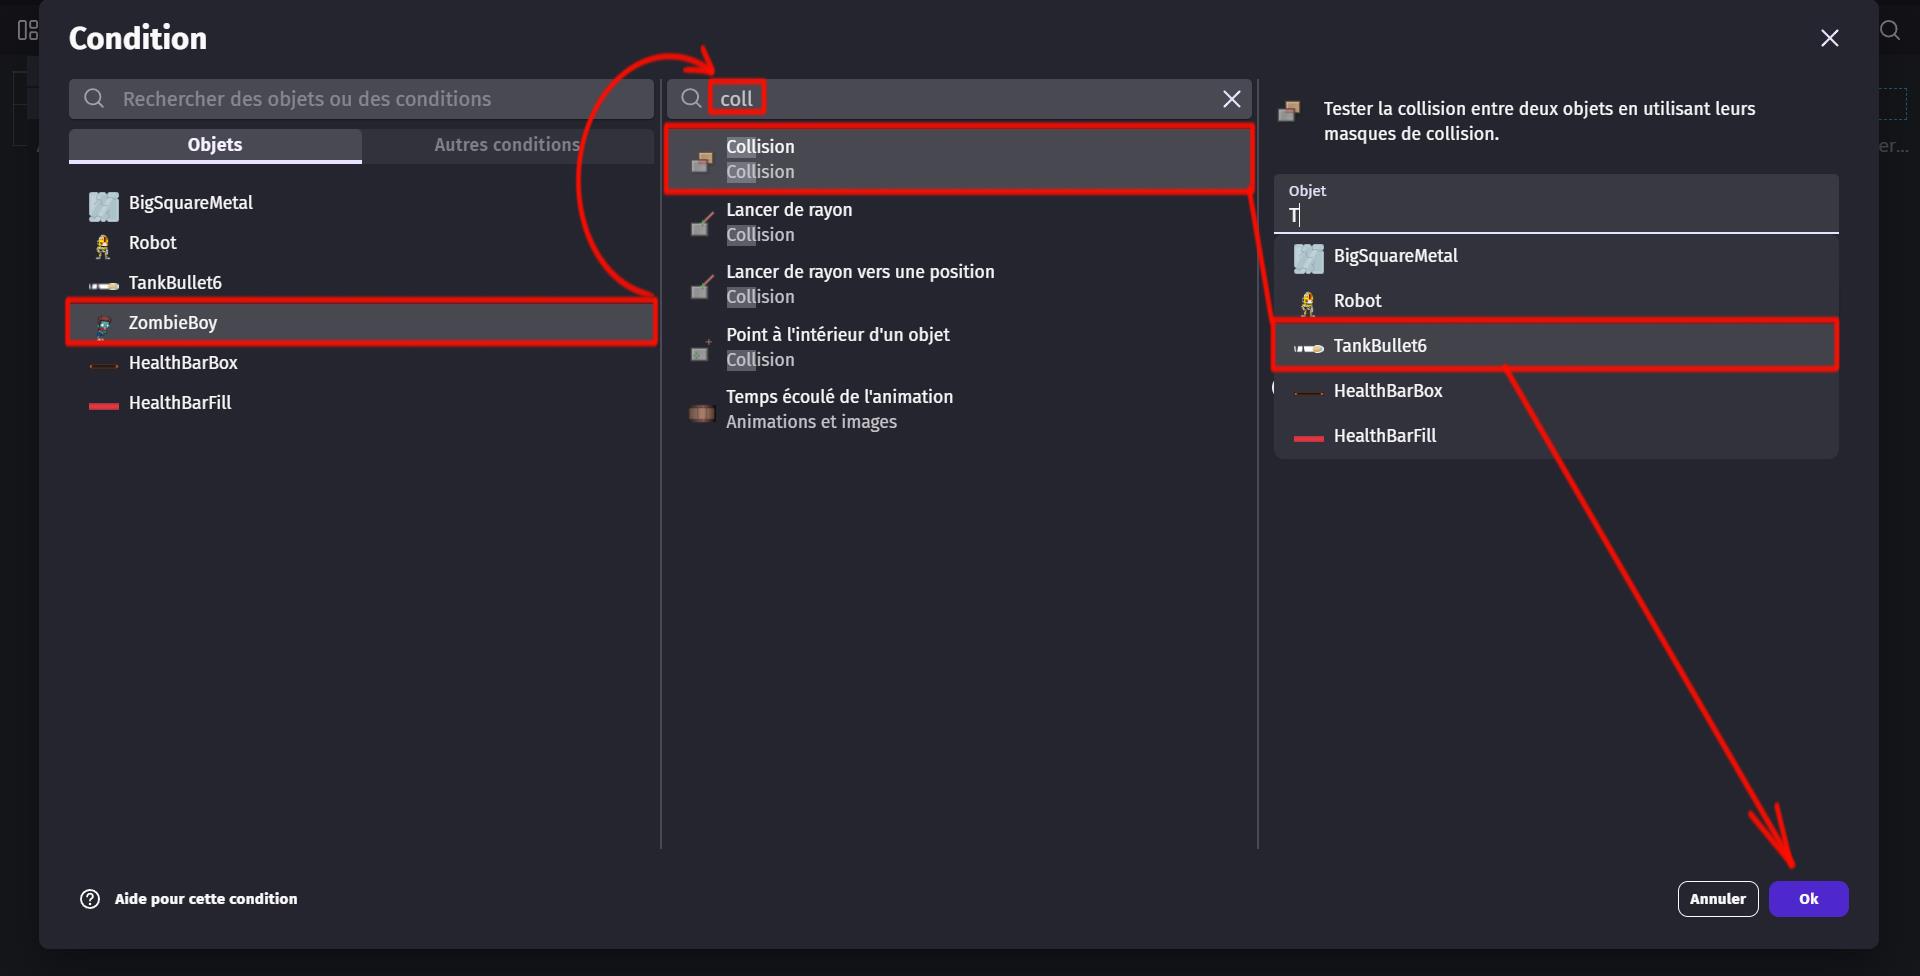 Condition
Rechercher des objets ou des conditions
Objets
Autres conditions
BigSquareMetal
Robot
TankBullet6
ZombieBoy
HealthBarBox
HealthBarFill
coll
Collision
Collision
Lancer de rayon
Collision
Lancer de rayon vers une position
Collision
Point à l'intérieur d'un objet
Collision
Temps écoulé de l'animation
Animations et images
Tester la collision entre deux objets en utilisant leurs
masques de collision.
Objet
T
BigSquareMetal
Robot
TankBullet6
HealthBarBox
HealthBarFill
er...
Aide pour cette condition
Annuler
Ok